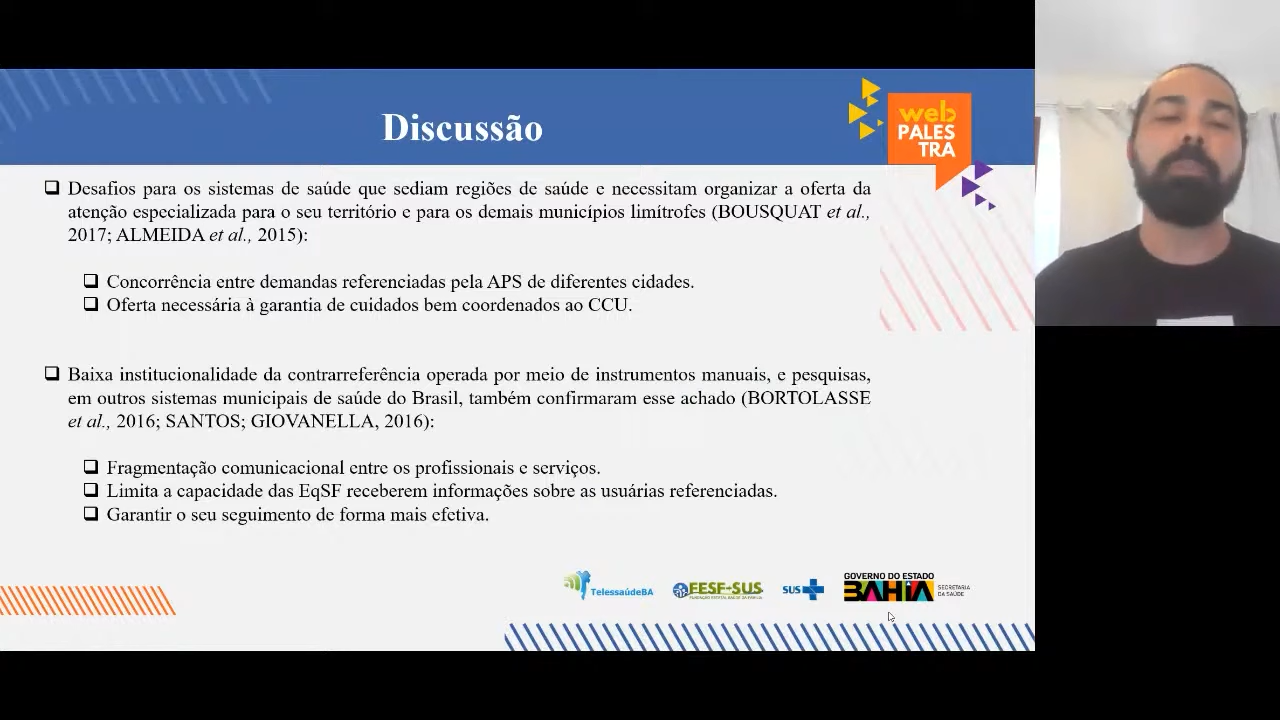 Discussão
web
PALES
TRA
❑ Desafios para os sistemas de saúde que sediam regiões de saúde e necessitam organizar a oferta da
atenção especializada para o seu território e para os demais municípios limítrofes (BOUSQUAT et al.,
2017; ALMEIDA et al., 2015):
❑ Concorrência entre demandas referenciadas pela APS de diferentes cidades.
❑ Oferta necessária à garantia de cuidados bem coordenados ao CCU.
❑ Baixa institucionalidade da contrarreferência operada por meio de instrumentos manuais, e pesquisas,
em outros sistemas municipais de saúde do Brasil, também confirmaram esse achado (BORTOLASSE
et al., 2016; SANTOS; GIOVANELLA, 2016):
❑ Fragmentação comunicacional entre os profissionais e serviços.
❑ Limita a capacidade das EqSF receberem informações sobre as usuárias referenciadas.
❑ Garantir o seu seguimento de forma mais efetiva.
TelessaúdeBA
FESF-SUS
FUNDAÇÃO ESTATAL SAÚDE DA FAMÍLIA
SUS
GOVERNO DO ESTADO
BAHIA
SECRETARIA
DA SAÚDE